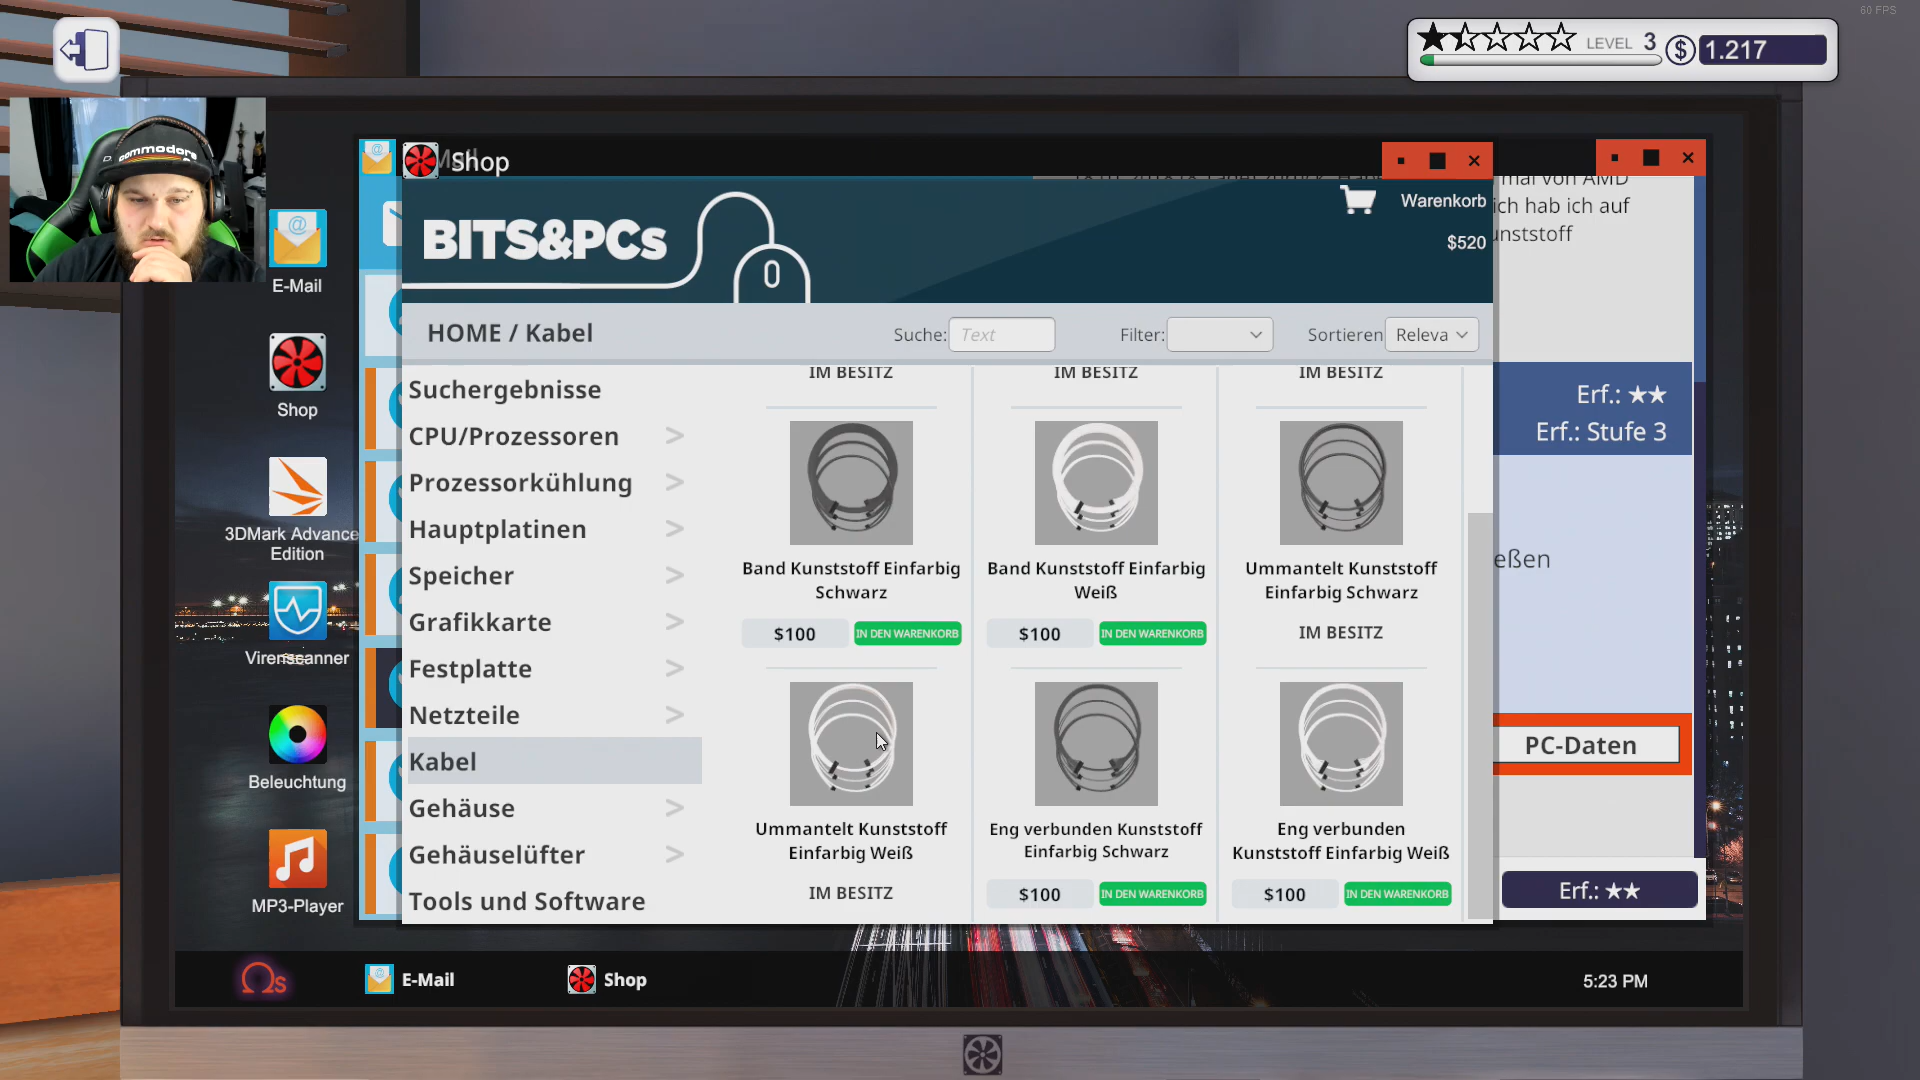 60 FPS
LEVEL 3
$ 1.217
commodore
Shop
mal von AMD
ich hab ich auf
BITS&PCs
Warenkorb
$520
HOME / Kabel
Suche: Text
Filter:
Sortieren Releva
Suchergebnisse
CPU/Prozessoren >
Prozessorkühlung >
Hauptplatinen >
Speicher >
Grafikkarte >
Festplatte >
Netzteile >
Kabel
Gehäuse >
Gehäuselüfter >
Tools und Software
IM BESITZ
IM BESITZ
IM BESITZ
Band Kunststoff Einfarbig
Schwarz
$100 IN DEN WARENKORB
Band Kunststoff Einfarbig
Weiß
$100 IN DEN WARENKORB
Ummantelt Kunststoff
Einfarbig Schwarz
IM BESITZ
Ummantelt Kunststoff
Einfarbig Weiß
IM BESITZ
Eng verbunden Kunststoff
Einfarbig Schwarz
$100 IN DEN WARENKORB
Eng verbunden
Kunststoff Einfarbig Weiß
$100 IN DEN WARENKORB
Erf.: ★★
Erf.: Stufe 3
PC-Daten
Erf.: ★★
E-Mail
Shop
3DMark Advance
Edition
Virenscanner
Beleuchtung
MP3-Player
Ωs
E-Mail
Shop
5:23 PM